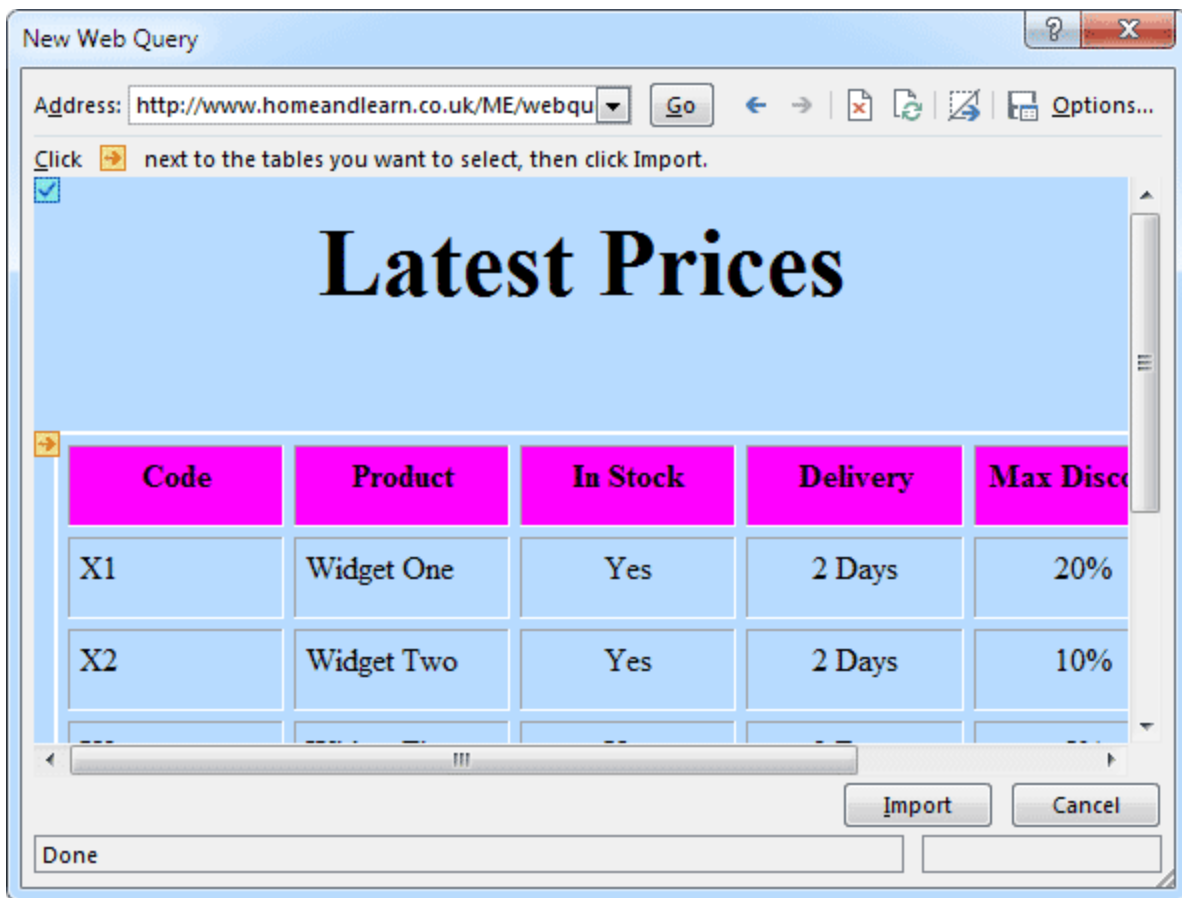 New Web Query
Address: http://www.homeandlearn.co.uk/ME/webqu Go Options...
Click next to the tables you want to select, then click Import.
Latest Prices
Code Product In Stock Delivery Max Disco
X1 Widget One Yes 2 Days 20%
X2 Widget Two Yes 2 Days 10%
Import Cancel
Done